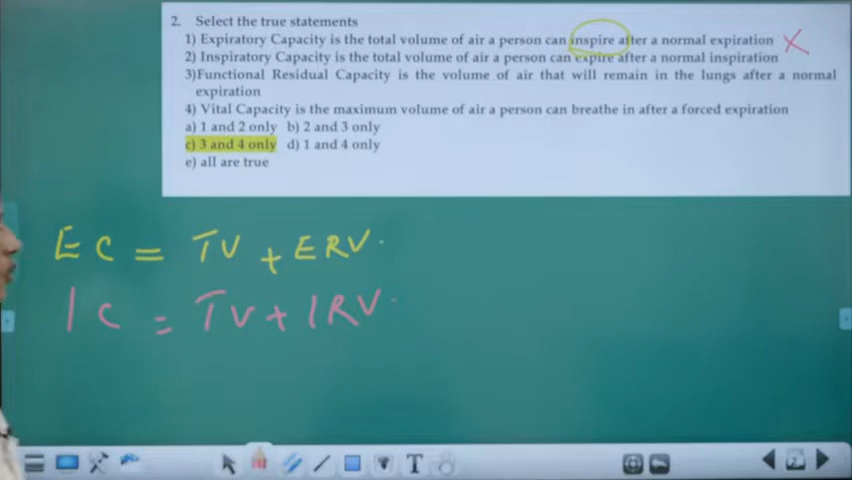 2. Select the true statements
1) Expiratory Capacity is the total volume of air a person can inspire after a normal expiration
2) Inspiratory Capacity is the total volume of air a person can expire after a normal inspiration
3)Functional Residual Capacity is the volume of air that will remain in the lungs after a normal
expiration
4) Vital Capacity is the maximum volume of air a person can breathe in after a forced expiration
a) 1 and 2 only b) 2 and 3 only
c) 3 and 4 only d) 1 and 4 only
e) all are true
EC = TV + ERV.
IC = TV + IRV.
T
2